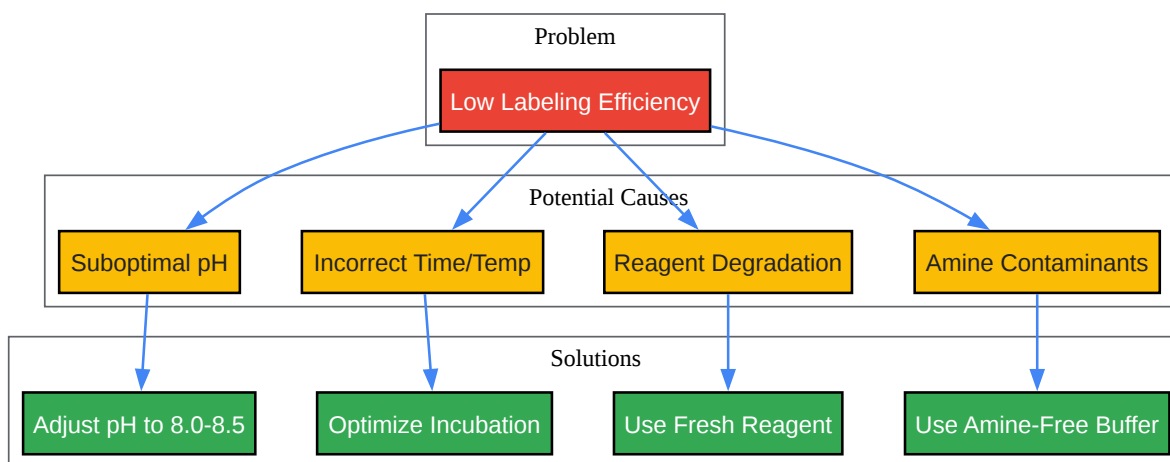 Problem
Low Labeling Efficiency
Potential Causes
Suboptimal pH
Incorrect Time/Temp
Reagent Degradation
Amine Contaminants
Solutions
Adjust pH to 8.0-8.5
Optimize Incubation
Use Fresh Reagent
Use Amine-Free Buffer